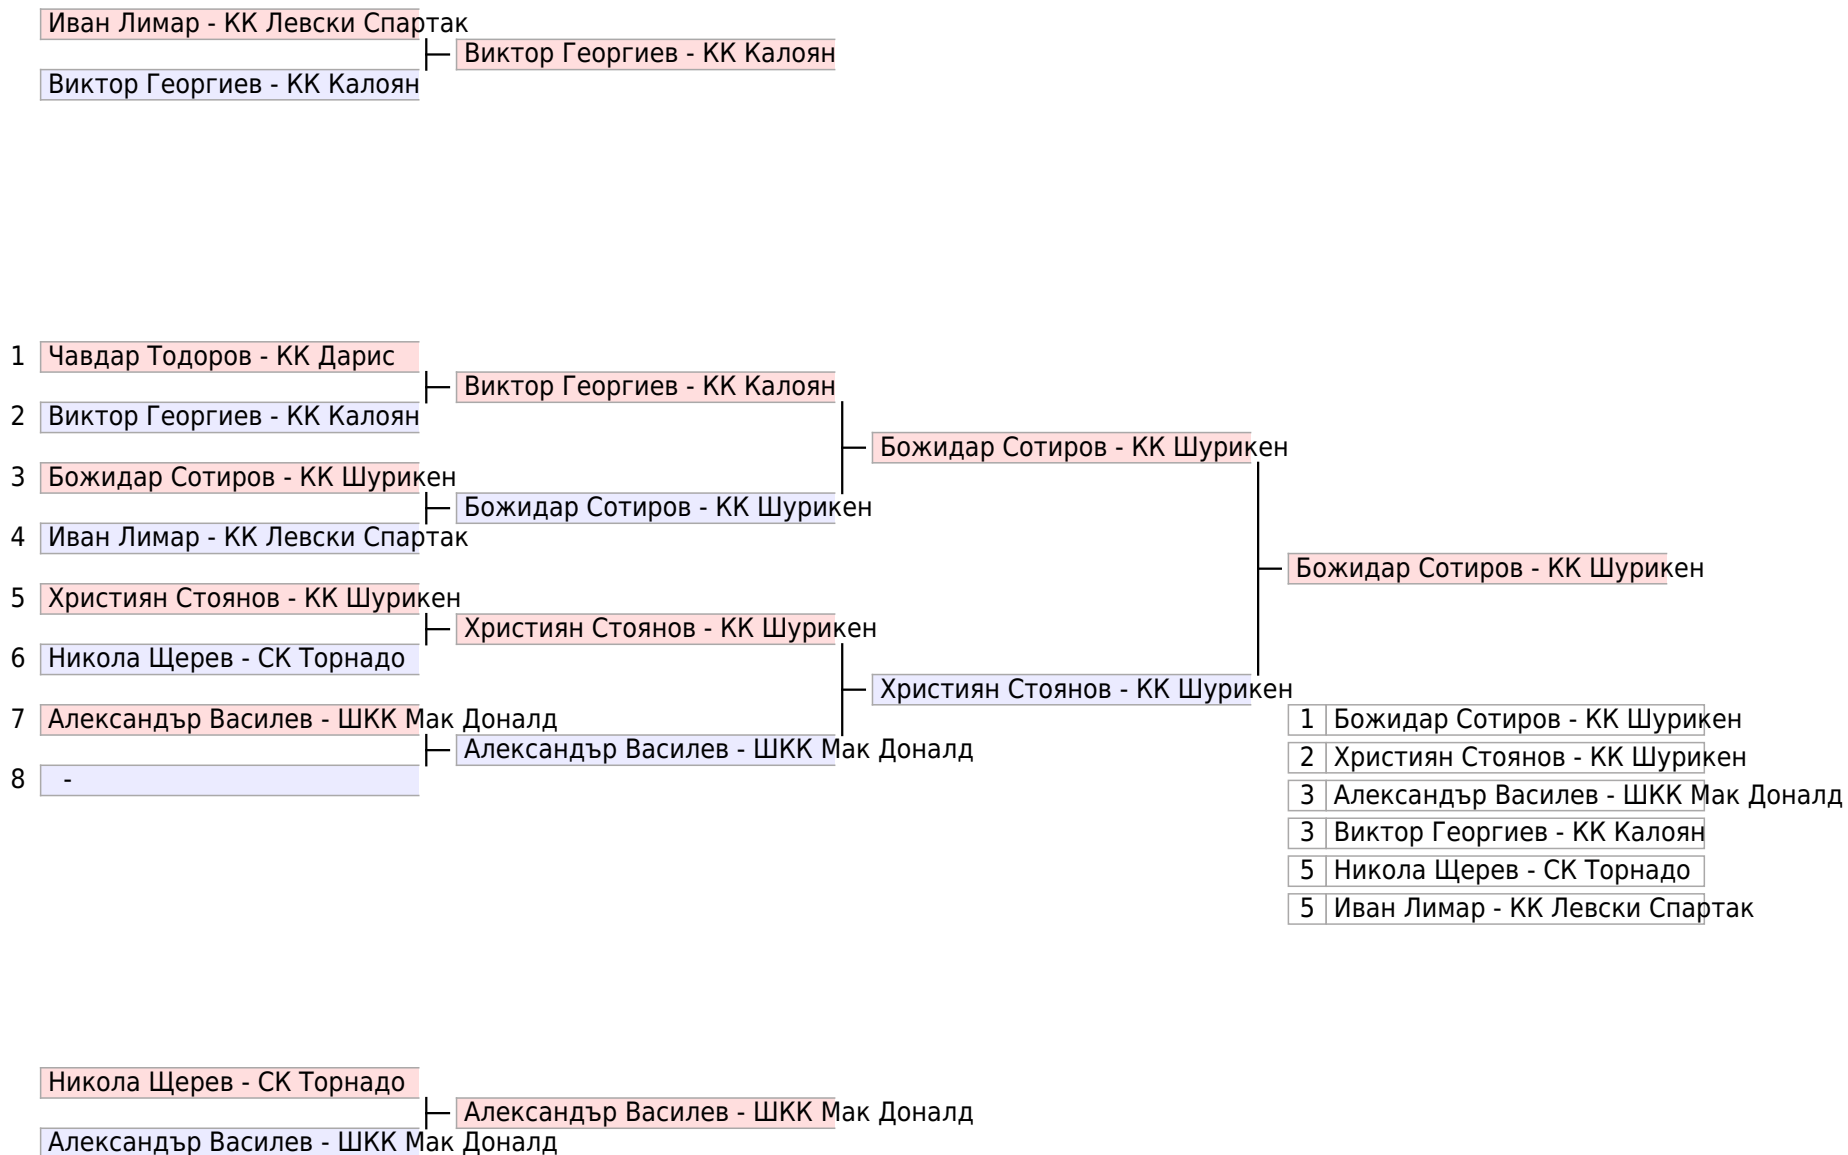 Иван Лимар - КК Левски Спартак
Виктор Георгиев - КК Калоян
Виктор Георгиев - КК Калоян
1 Чавдар Тодоров - КК Дарис
Виктор Георгиев - КК Калоян
2 Виктор Георгиев - КК Калоян
Божидар Сотиров - КК Шурикен
3 Божидар Сотиров - КК Шурикен
Божидар Сотиров - КК Шурикен
4 Иван Лимар - КК Левски Спартак
Божидар Сотиров - КК Шурикен
5 Християн Стоянов - КК Шурикен
Християн Стоянов - КК Шурикен
6 Никола Щерев - СК Торнадо
Християн Стоянов - КК Шурикен
7 Александър Василев - ШКК Мак Доналд
Александър Василев - ШКК Мак Доналд
8 -
1 Божидар Сотиров - КК Шурикен
2 Християн Стоянов - КК Шурикен
3 Александър Василев - ШКК Мак Доналд
3 Виктор Георгиев - КК Калоян
5 Никола Щерев - СК Торнадо
5 Иван Лимар - КК Левски Спартак
Никола Щерев - СК Торнадо
Александър Василев - ШКК Мак Доналд
Александър Василев - ШКК Мак Доналд